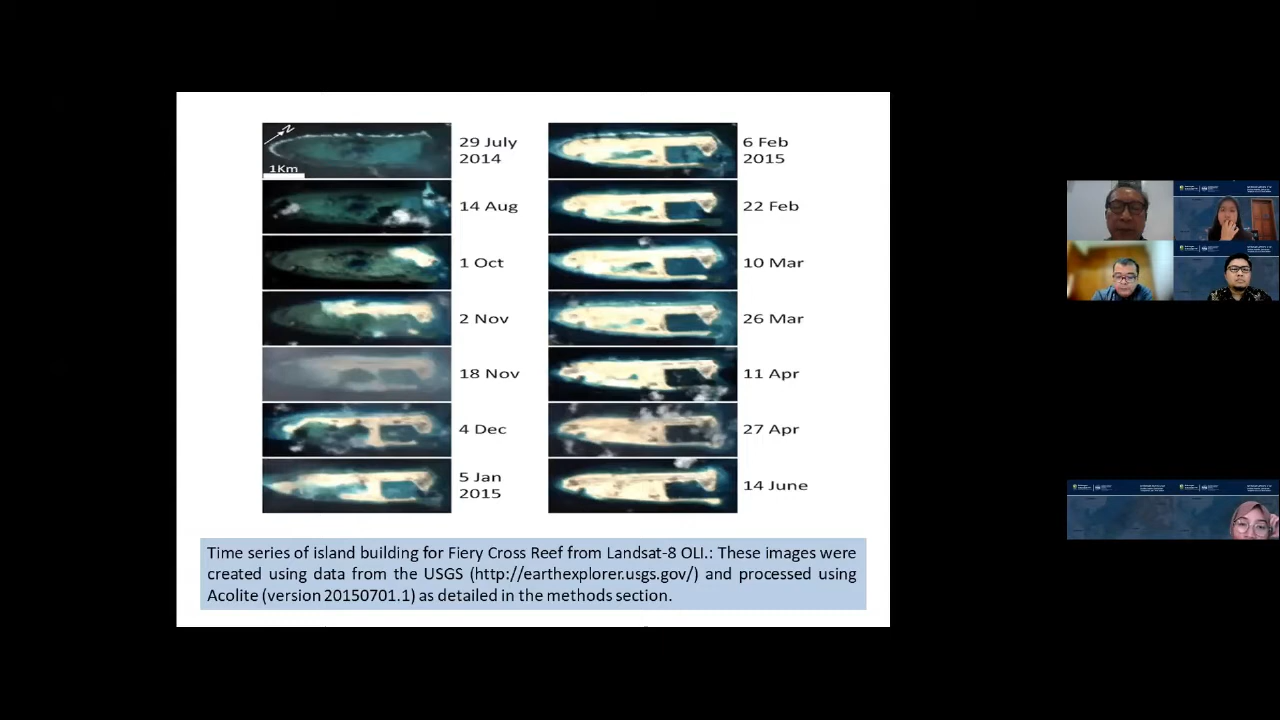 N
1Km
29 July
2014
14 Aug
1 Oct
2 Nov
18 Nov
4 Dec
5 Jan
2015
6 Feb
2015
22 Feb
10 Mar
26 Mar
11 Apr
27 Apr
14 June
Time series of island building for Fiery Cross Reef from Landsat-8 OLI.: These images were
created using data from the USGS (http://earthexplorer.usgs.gov/) and processed using
Acolite (version 20150701.1) as detailed in the methods section.